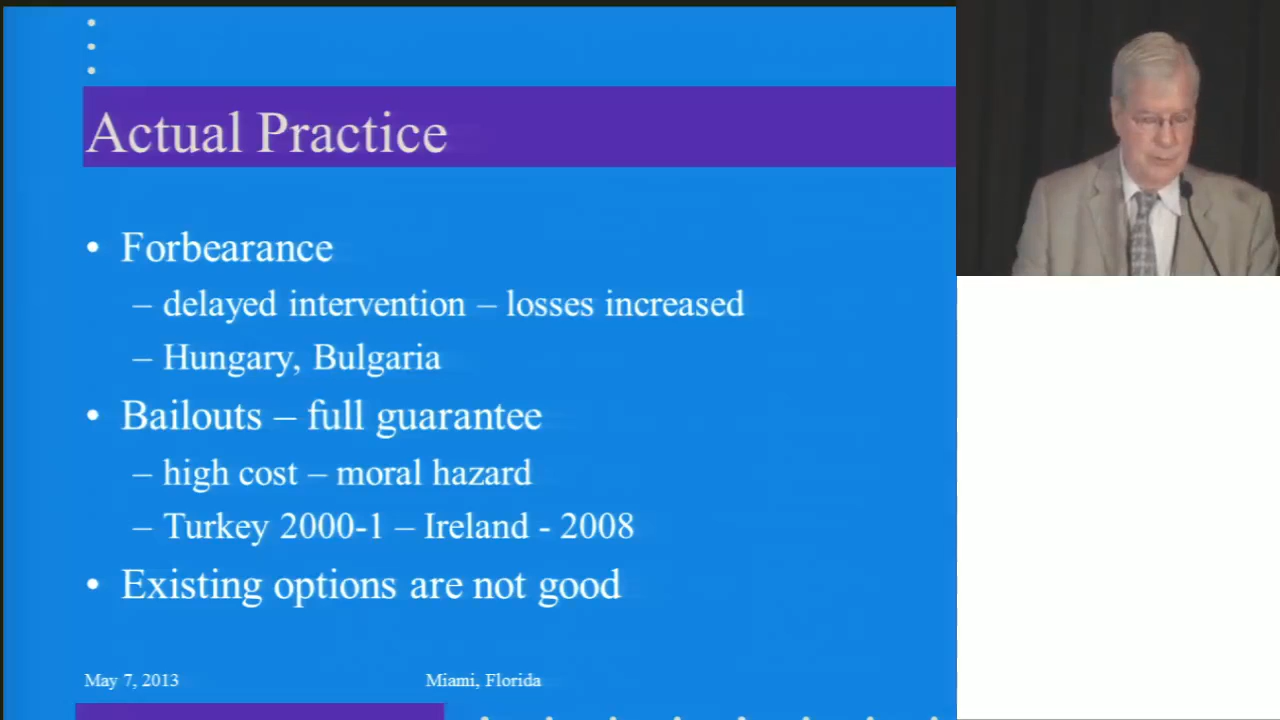 Actual Practice
• Forbearance
– delayed intervention – losses increased
– Hungary, Bulgaria
• Bailouts – full guarantee
– high cost – moral hazard
– Turkey 2000-1 – Ireland - 2008
• Existing options are not good
May 7, 2013
Miami, Florida